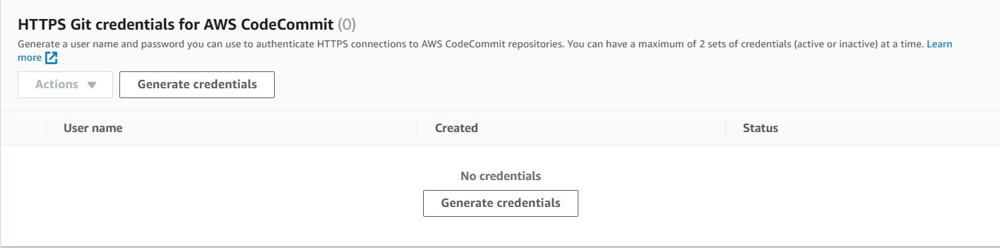 HTTPS Git credentials for AWS CodeCommit (0)
Generate a user name and password you can use to authenticate HTTPS connections to AWS CodeCommit repositories. You can have a maximum of 2 sets of credentials (active or inactive) at a time. Learn
more
Actions Generate credentials
User name Created Status
No credentials
Generate credentials